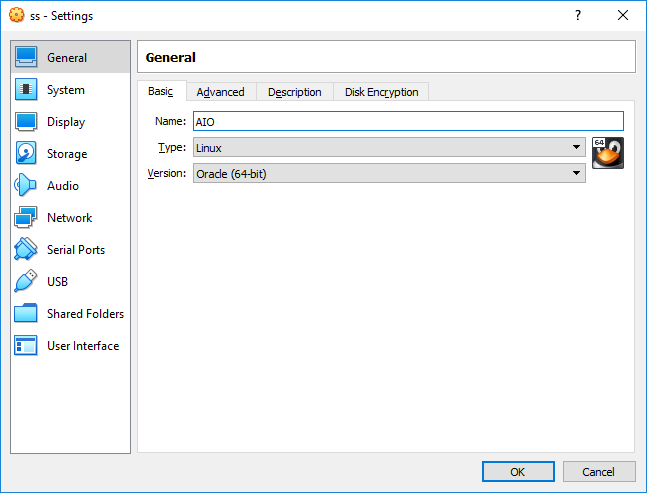 ss - Settings
?
General
System
Display
Storage
Audio
Network
Serial Ports
USB
Shared Folders
User Interface
General
Basic Advanced Description Disk Encryption
Name: AIO
Type: Linux
64
Version: Oracle (64-bit)
OK Cancel